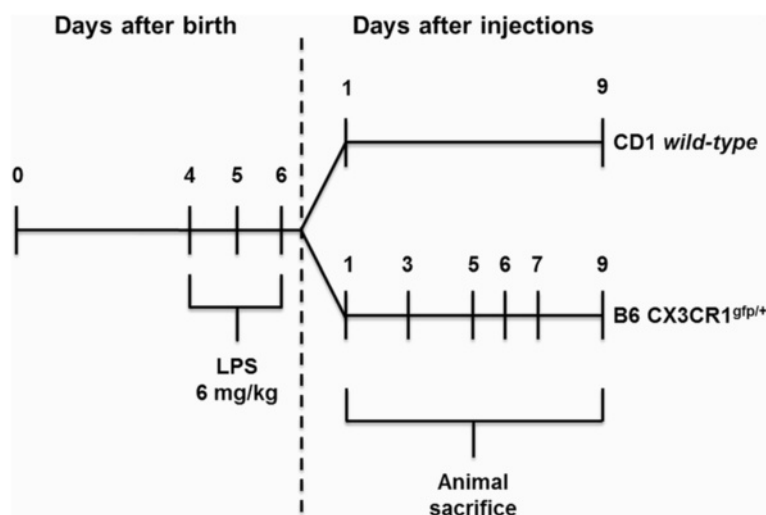 Days after birth
Days after injections
1 9
CD1 wild-type
0 4 5 6
1 3 5 6 7 9
B6 CX3CR1gfp/+
LPS
6 mg/kg
Animal
sacrifice